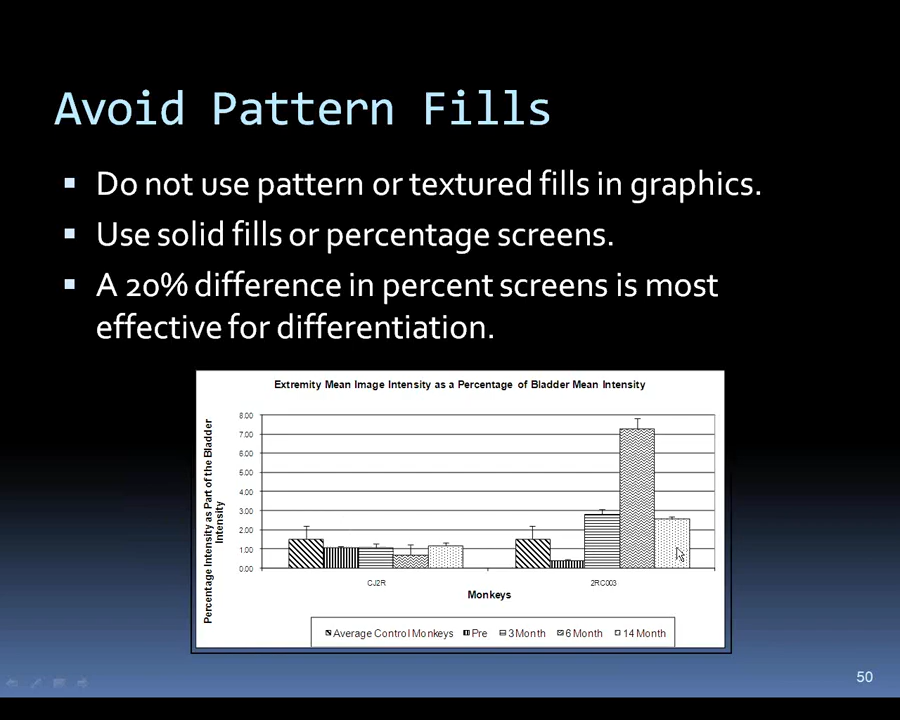 Avoid Pattern Fills
Do not use pattern or textured fills in graphics.
Use solid fills or percentage screens.
A 20% difference in percent screens is most
effective for differentiation.
Extremity Mean Image Intensity as a Percentage of Bladder Mean Intensity
Percentage Intensity as Part of the Bladder
Intensity
8.00
7.00
6.00
5.00
4.00
3.00
2.00
1.00
0.00
CJ2R 2RC003
Monkeys
Average Control Monkeys Pre 3 Month 6 Month 14 Month
50